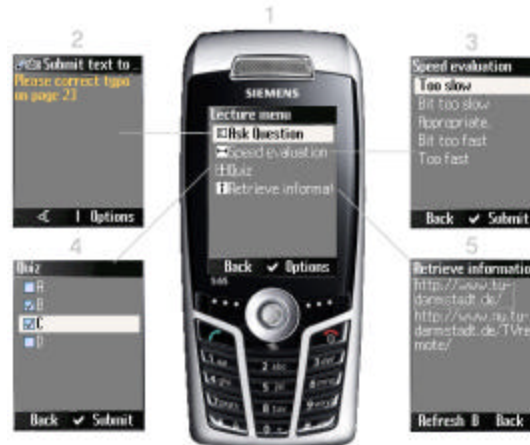 1
2
Submit text to ..
Please correct typo
on page 23
Options
SIEMENS
Lecture menu
Ask Question
Speed evaluation
Quiz
Retrieve informat
Back Options
S65
3
Speed evaluation
Too slow
Bit too slow
Appropriate.
Bit too fast
Too fast
Back Submit
4
Quiz
A
B
C
D
Back Submit
5
Retrieve information
http://www.tu-
darmstadt.de/
http://www.nu.tu-
darmstadt.de/TVre
mote/
Refresh Back